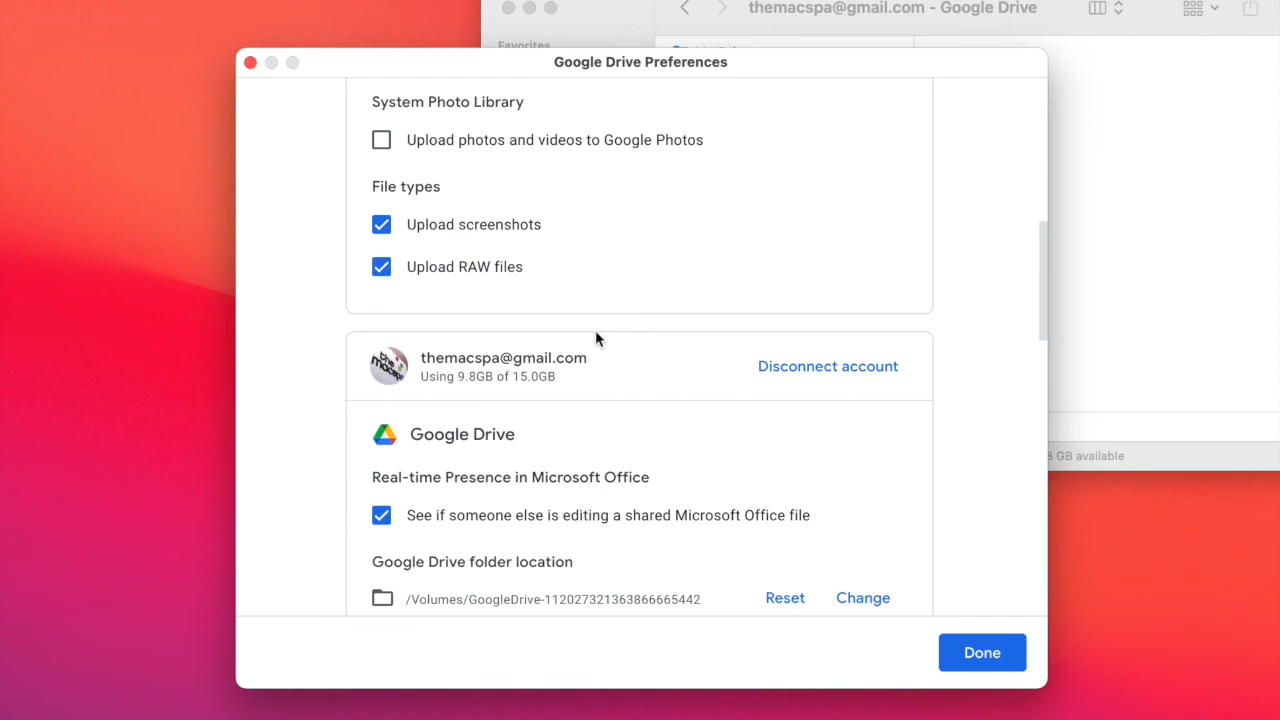 themacspa@gmail.com - Google Drive
Favorites
Google Drive Preferences
System Photo Library
Upload photos and videos to Google Photos
File types
Upload screenshots
Upload RAW files
themacspa@gmail.com
Using 9.8GB of 15.0GB
Disconnect account
Google Drive
Real-time Presence in Microsoft Office
See if someone else is editing a shared Microsoft Office file
Google Drive folder location
/Volumes/GoogleDrive-112027321363866665442
Reset
Change
GB available
Done